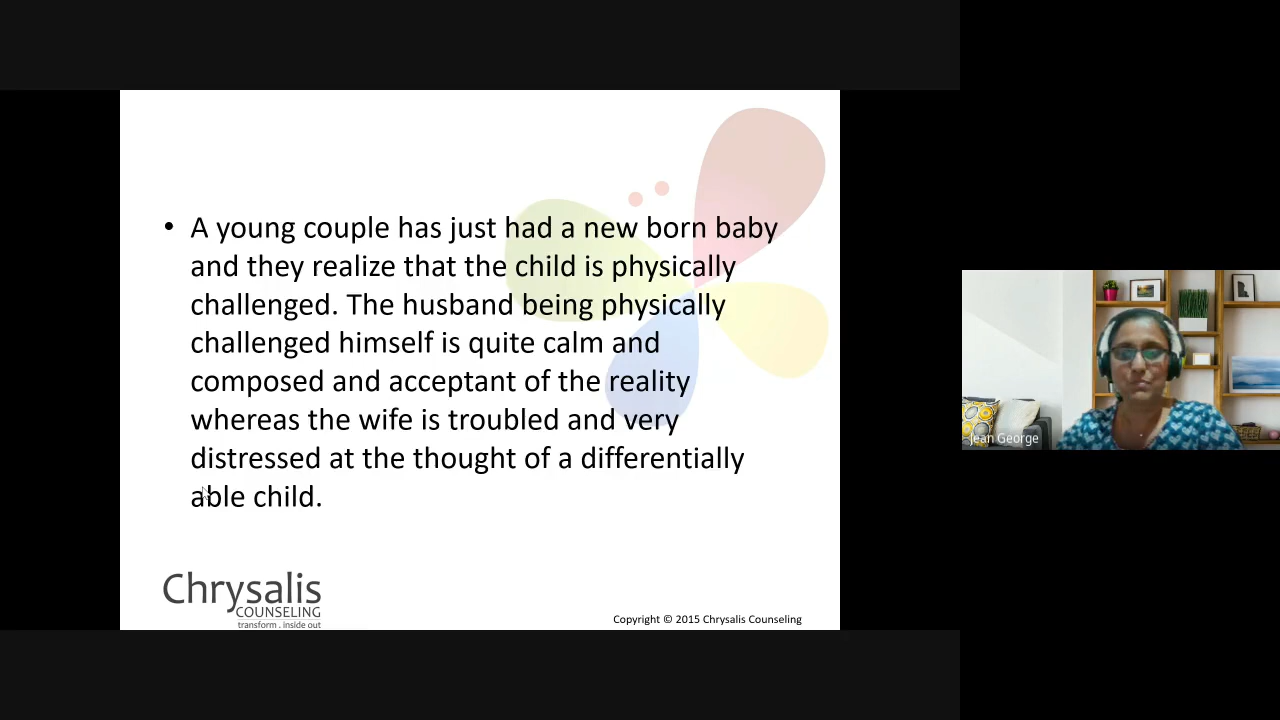 • A young couple has just had a new born baby
and they realize that the child is physically
challenged. The husband being physically
challenged himself is quite calm and
composed and acceptant of the reality
whereas the wife is troubled and very
distressed at the thought of a differentially
able child.
Chrysalis
COUNSELING
transform . inside out
Copyright © 2015 Chrysalis Counseling
Jean George